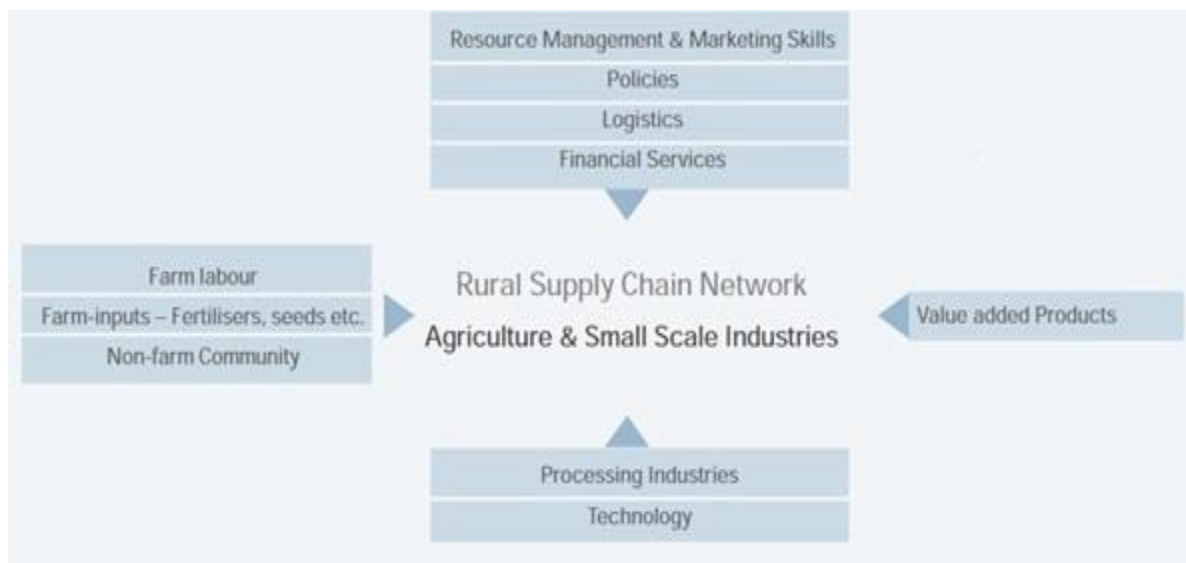 Resource Management & Marketing Skills
Policies
Logistics
Financial Services
Farm labour
Farm-inputs – Fertilisers, seeds etc.
Non-farm Community
Rural Supply Chain Network
Agriculture & Small Scale Industries
Value added Products
Processing Industries
Technology